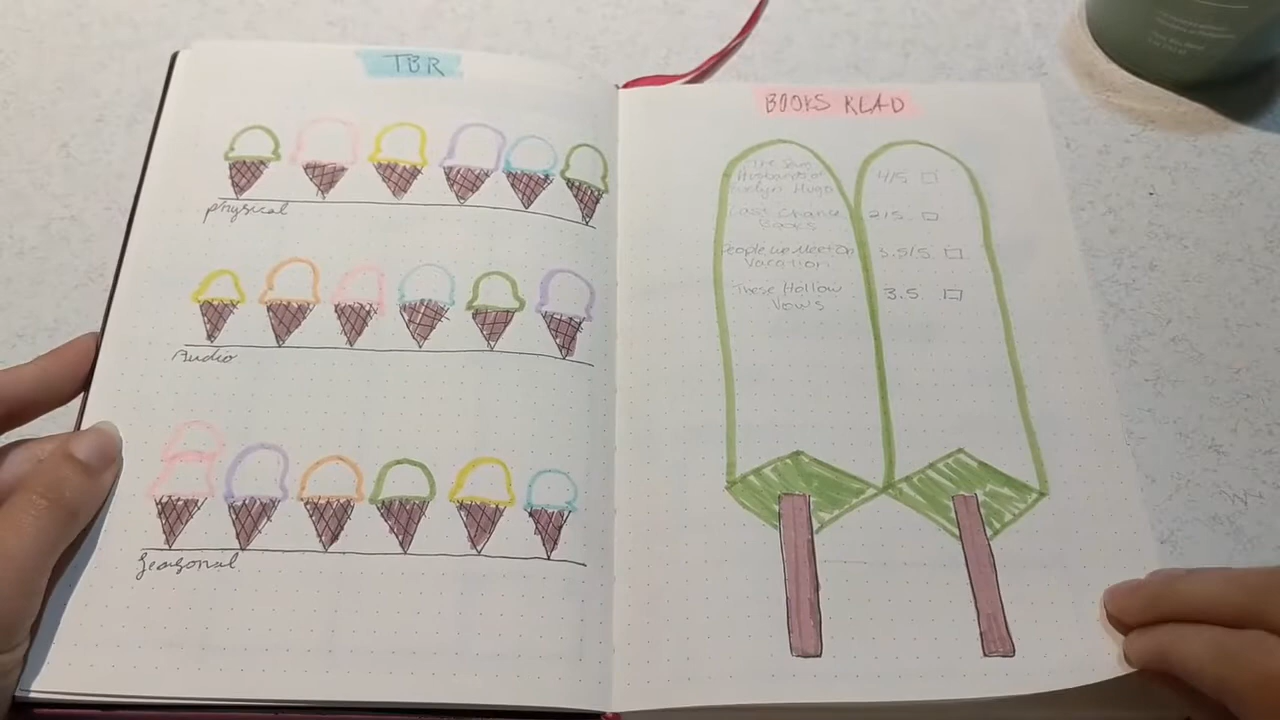 TBR
physical
Audio
Seasonal
BOOKS READ
The Seven
Husbands of
Evelyn Hugo
4/5
Last Chance
Books
2/5
People we Meet On
Vacation
3.5/5
These Hollow
Vows
3.5